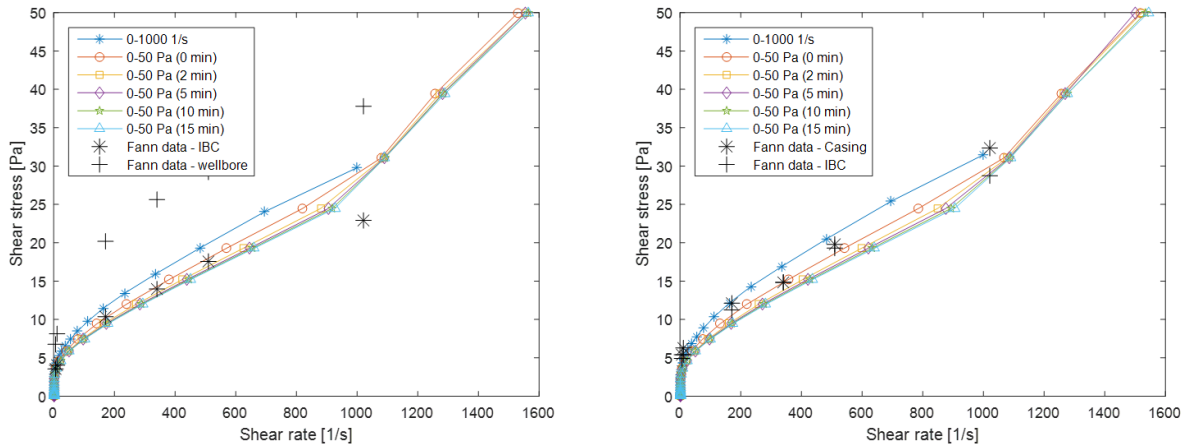 50
45
40
35
30
25
20
15
10
5
0
Shear stress [Pa]
0-1000 1/s
0-50 Pa (0 min)
0-50 Pa (2 min)
0-50 Pa (5 min)
0-50 Pa (10 min)
0-50 Pa (15 min)
Fann data - IBC
Fann data - wellbore
0 200 400 600 800 1000 1200 1400 1600
Shear rate [1/s]
50
45
40
35
30
25
20
15
10
5
0
Shear stress [Pa]
0-1000 1/s
0-50 Pa (0 min)
0-50 Pa (2 min)
0-50 Pa (5 min)
0-50 Pa (10 min)
0-50 Pa (15 min)
Fann data - Casing
Fann data - IBC
0 200 400 600 800 1000 1200 1400 1600
Shear rate [1/s]